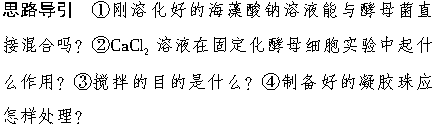 思路导引 ①刚溶化好的海藻酸钠溶液能与酵母菌直
接混合吗？②CaCl₂ 溶液在固定化酵母细胞实验中起什
么作用？③搅拌的目的是什么？④制备好的凝胶珠应
怎样处理？